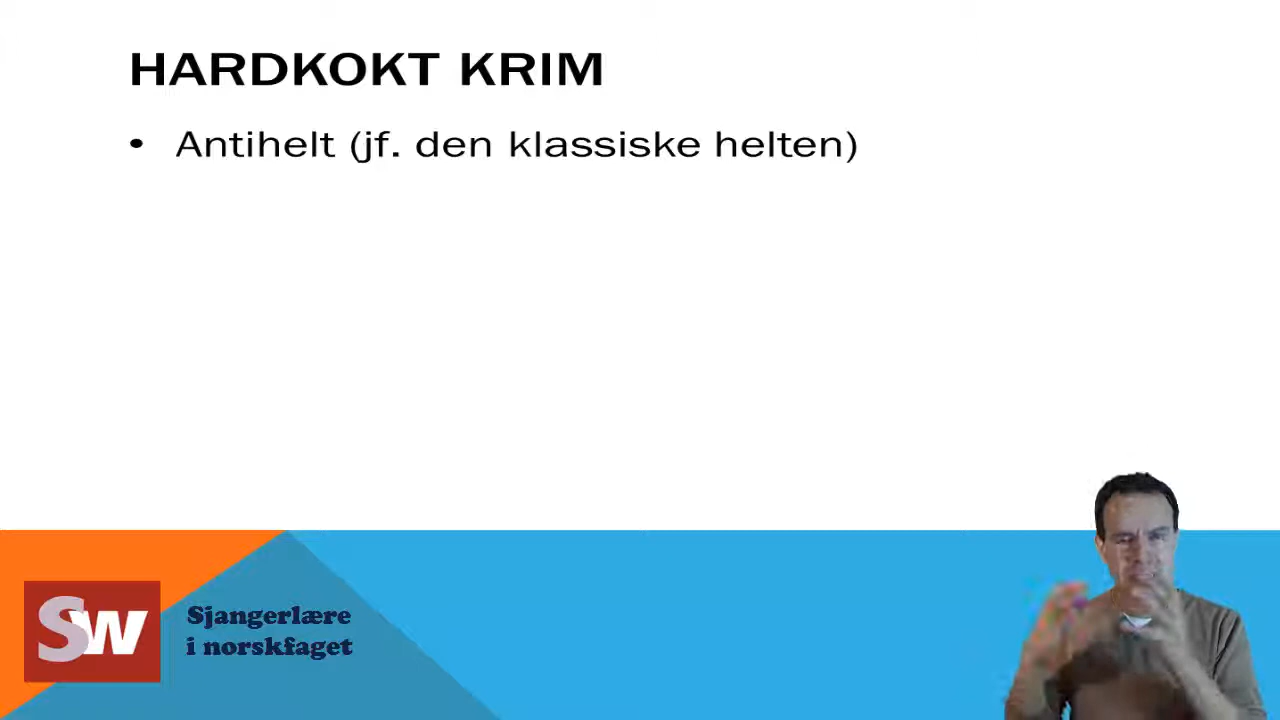 HARDKOKT KRIM
• Antihelt (jf. den klassiske helten)
SW
Sjangerlære
i norskfaget